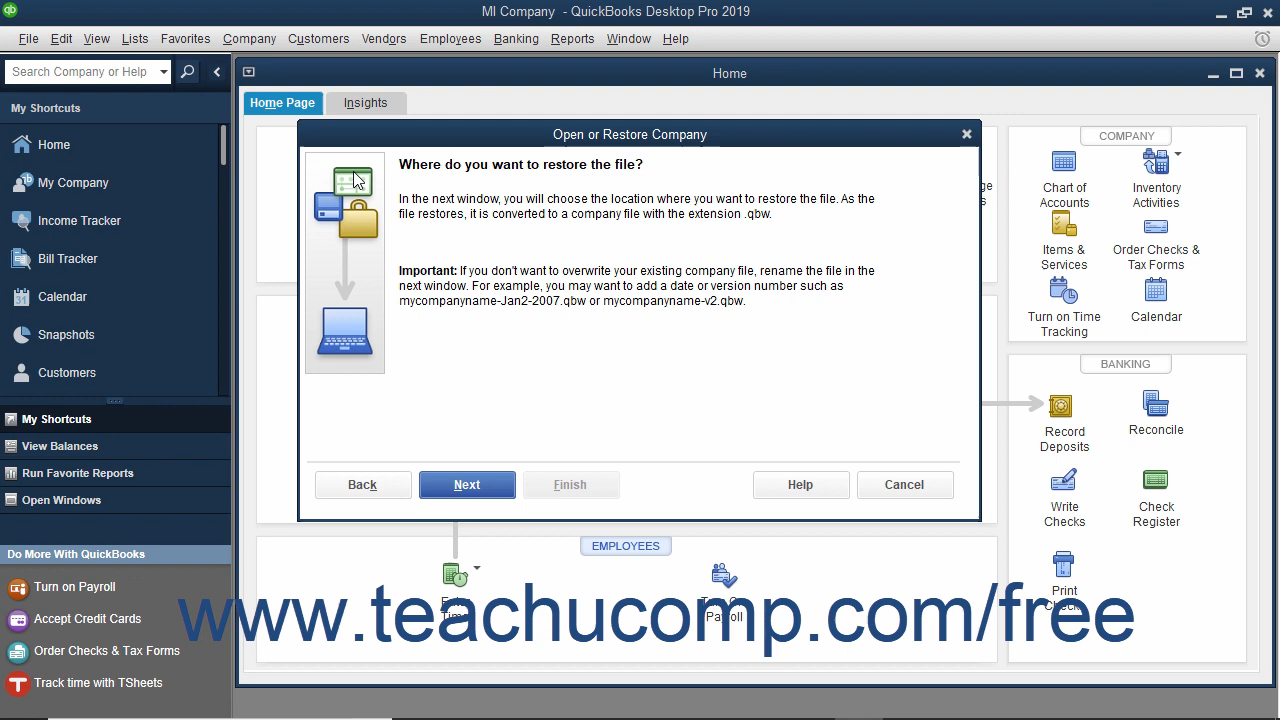 MI Company - QuickBooks Desktop Pro 2019
File Edit View Lists Favorites Company Customers Vendors Employees Banking Reports Window Help
Search Company or Help
My Shortcuts
Home
My Company
Income Tracker
Bill Tracker
Calendar
Snapshots
Customers
My Shortcuts
View Balances
Run Favorite Reports
Open Windows
Do More With QuickBooks
Turn on Payroll
Accept Credit Cards
Order Checks & Tax Forms
Track time with TSheets
Home
Home Page
Insights
Open or Restore Company
Where do you want to restore the file?
In the next window, you will choose the location where you want to restore the file. As the
file restores, it is converted to a company file with the extension .qbw.
Important: If you don't want to overwrite your existing company file, rename the file in the
next window. For example, you may want to add a date or version number such as
mycompanyname-Jan2-2007.qbw or mycompanyname-v2.qbw.
Back
Next
Finish
Help
Cancel
COMPANY
Chart of
Accounts
Inventory
Activities
Items &
Services
Order Checks &
Tax Forms
Turn on Time
Tracking
Calendar
BANKING
Record
Deposits
Reconcile
Write
Checks
Check
Register
Print
Checks
EMPLOYEES
Enter
Time
Turn On
Payroll
www.teachucomp.com/free